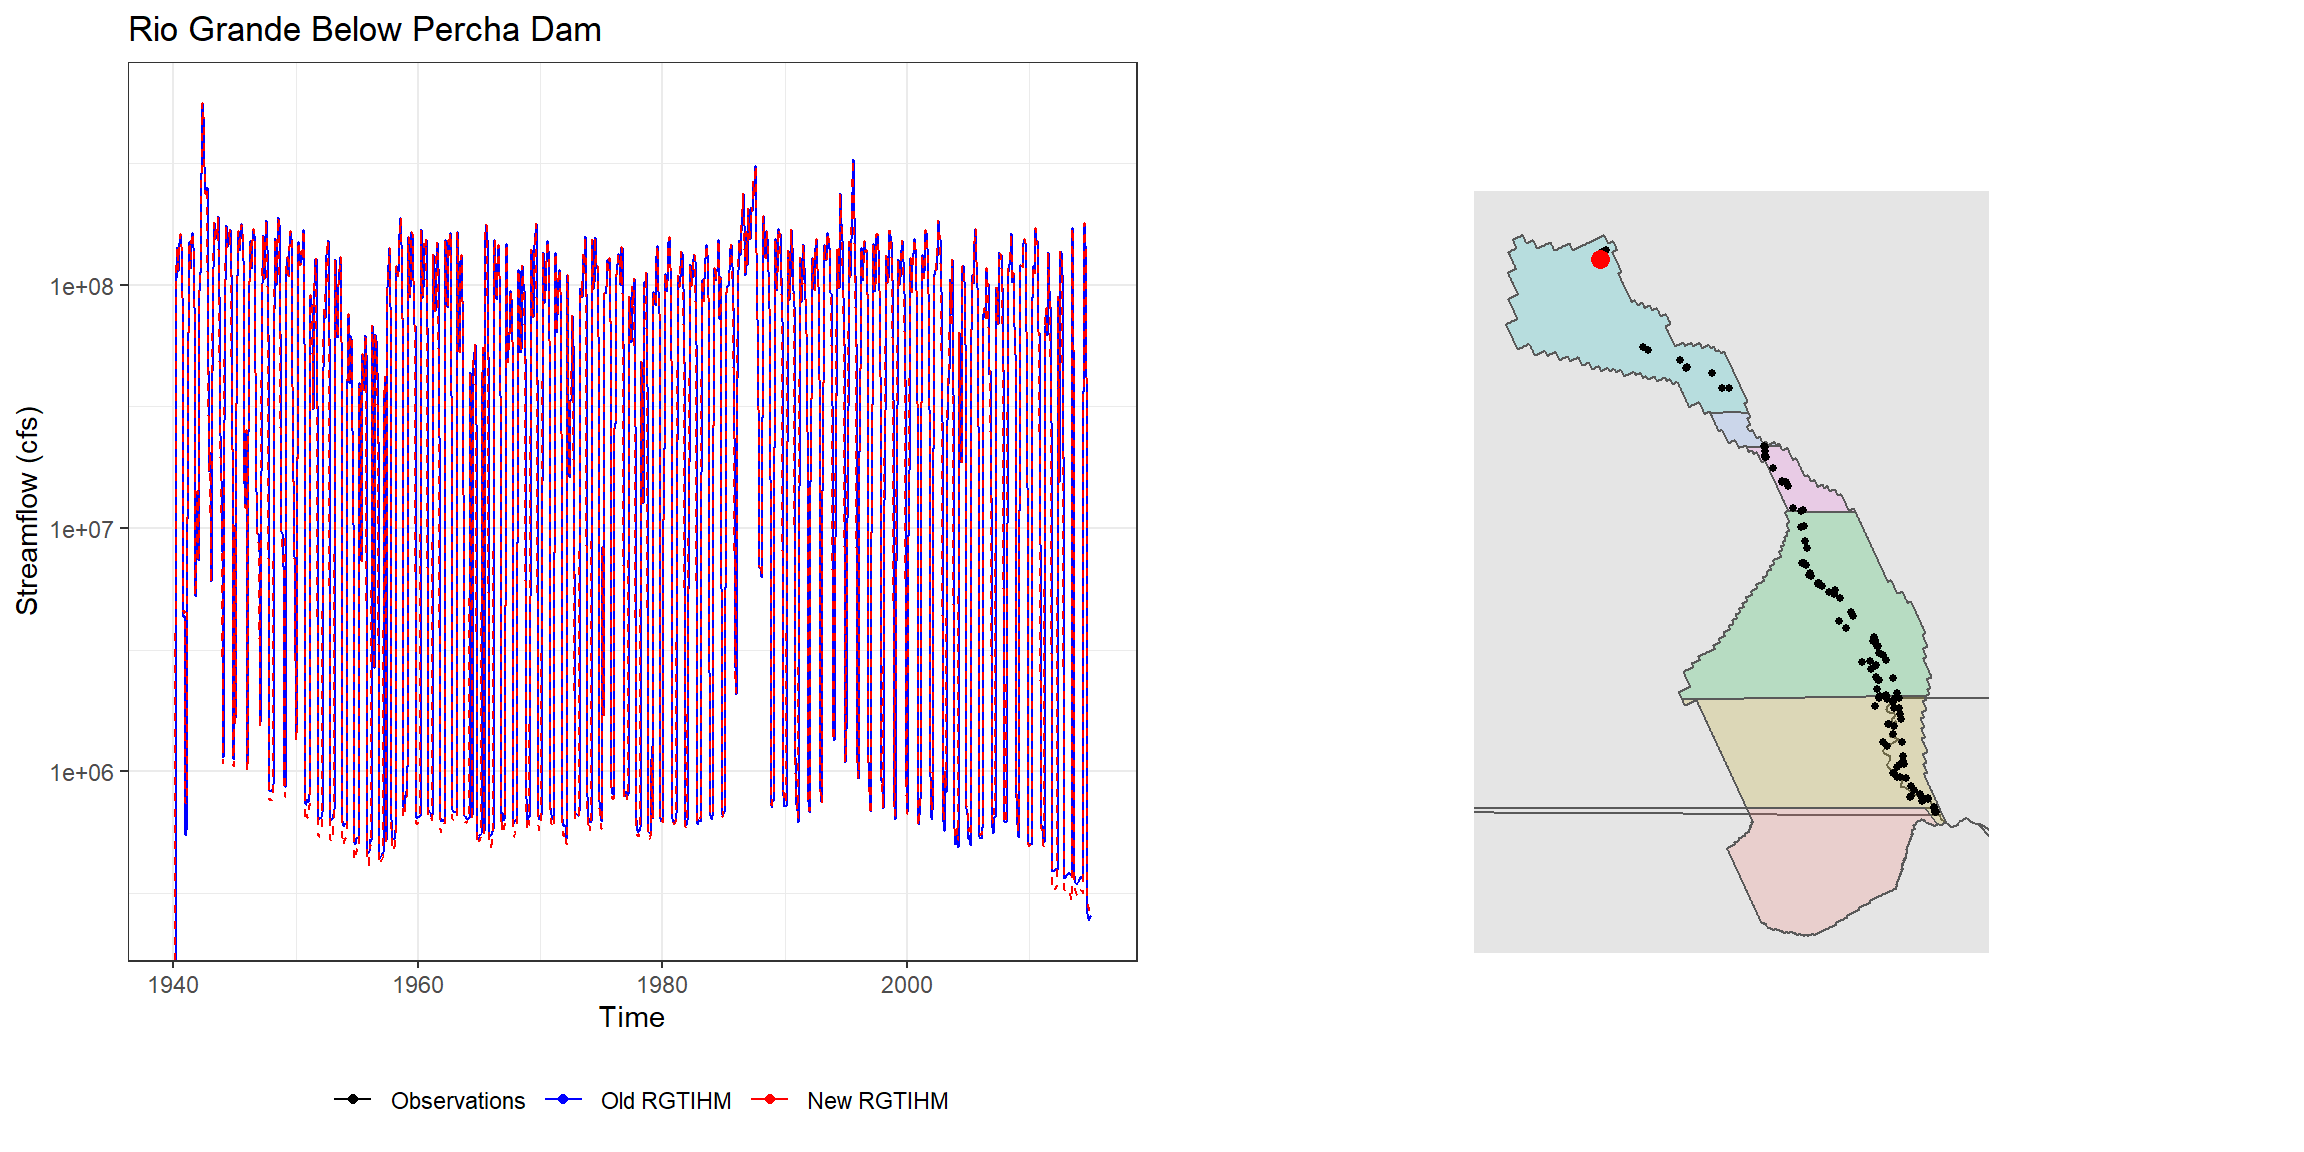 Rio Grande Below Percha Dam
Streamflow (cfs)
1e+08
1e+07
1e+06
1940 1960 1980 2000
Time
Observations Old RGTIHM New RGTIHM